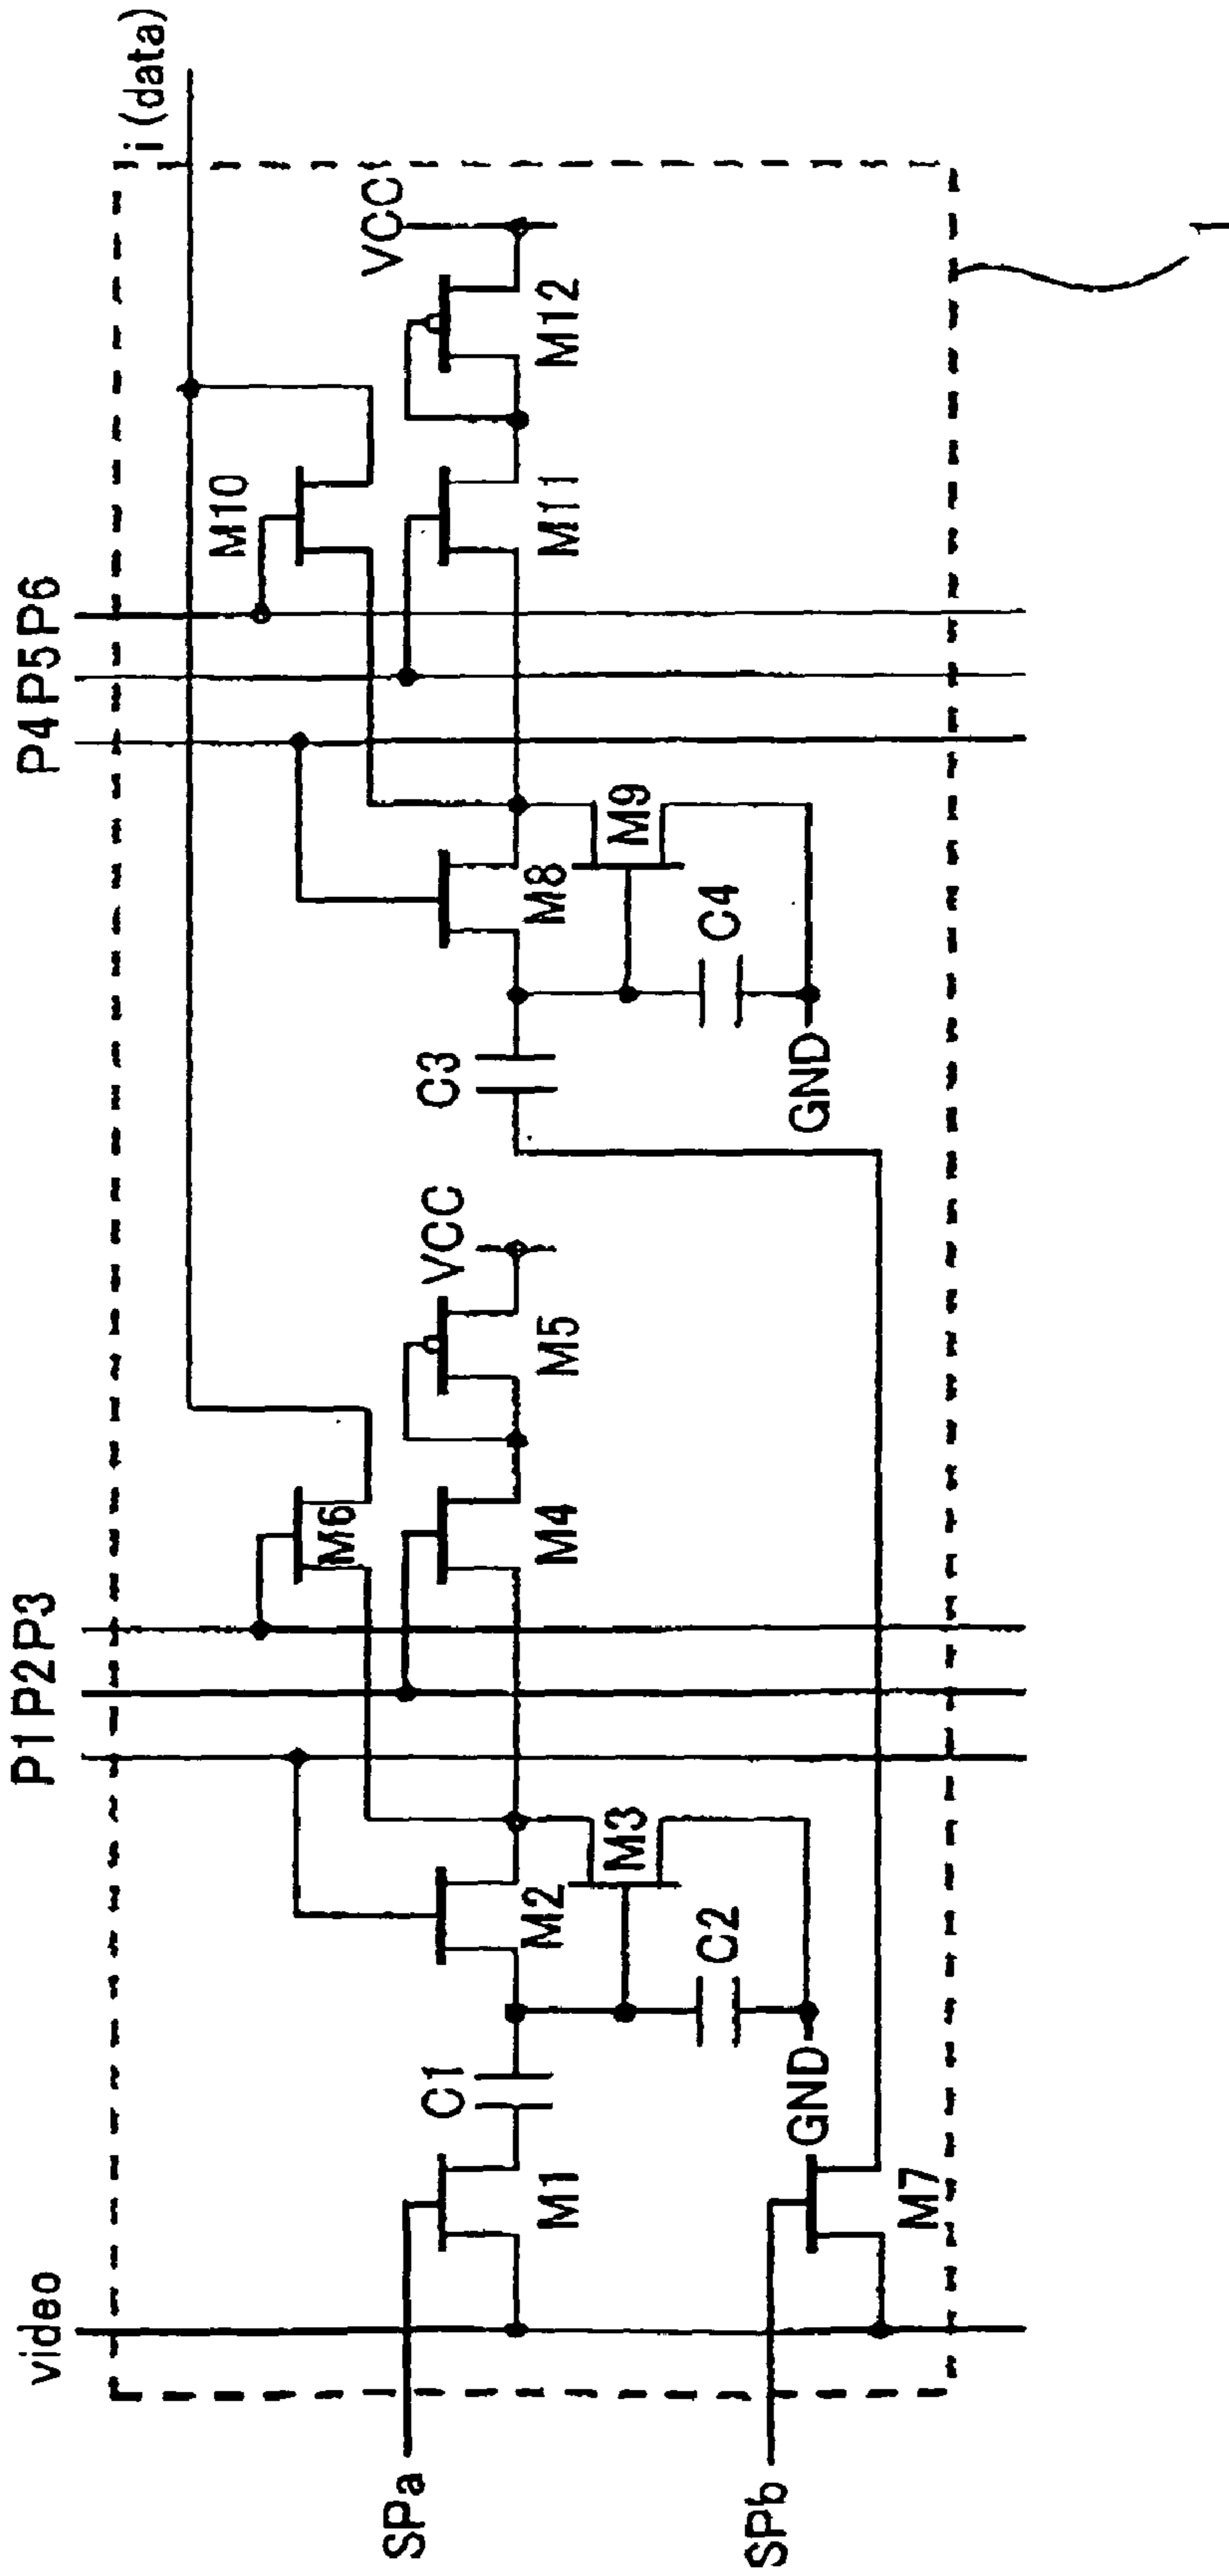 i (data)
VCC
M12
M10
M11
P4 P5 P6
M9
M8
C4
C3
GND
VCC
M5
M6
M4
P1 P2 P3
M3
M2
C2
C1
GND
M1
M7
video
SPa
SPb
1